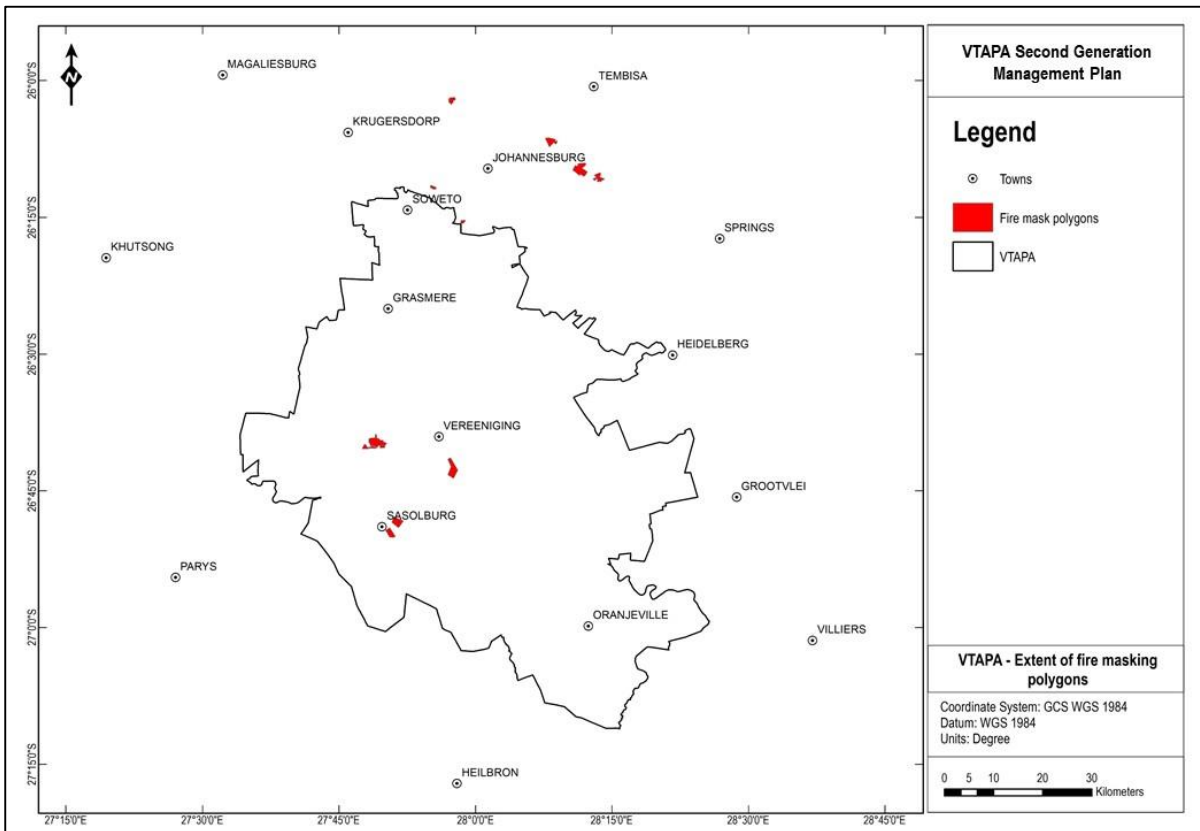 N
MAGALIESBURG
TEMBISA
KRUGERSDORP
JOHANNESBURG
SOWETO
SPRINGS
KHUTSONG
GRASMERE
HEIDELBERG
VEREENIGING
GROOTVLEI
SASOLBURG
PARYS
ORANJEVILLE
VILLIERS
HEILBRON
26°0'0"S
26°15'0"S
26°30'0"S
26°45'0"S
27°0'0"S
27°15'0"S
27°15'0"E
27°30'0"E
27°45'0"E
28°0'0"E
28°15'0"E
28°30'0"E
28°45'0"E
VTAPA Second Generation
Management Plan
Legend
Towns
Fire mask polygons
VTAPA
VTAPA - Extent of fire masking
polygons
Coordinate System: GCS WGS 1984
Datum: WGS 1984
Units: Degree
0 5 10 20 30
Kilometers